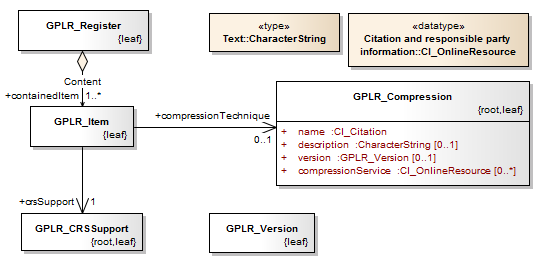 GPLR_Register
{leaf}
«type»
Text::CharacterString
«datatype»
Citation and responsible party
information::CI_OnlineResource
Content
+containedItem 1..*
GPLR_Item
{leaf}
+compressionTechnique
0..1
GPLR_Compression
{root,leaf}
+ name :CI_Citation
+ description :CharacterString [0..1]
+ version :GPLR_Version [0..1]
+ compressionService :CI_OnlineResource [0..*]
+crsSupport 1
GPLR_CRSSupport
{root,leaf}
GPLR_Version
{leaf}